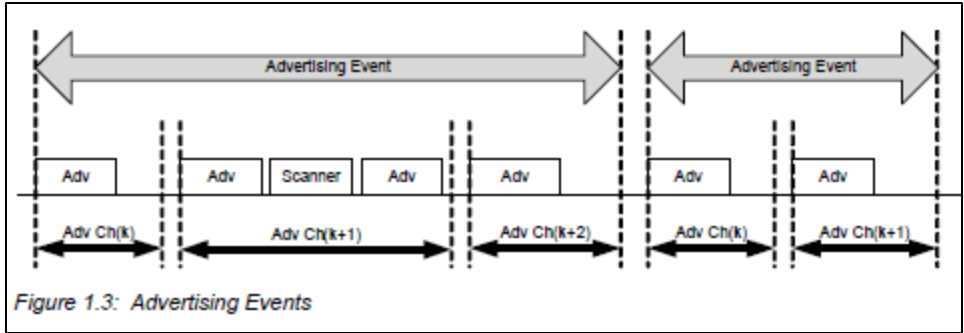 Advertising Event Advertising Event
Adv Adv Scanner Adv Adv Adv Adv
Adv Ch(k) Adv Ch(k+1) Adv Ch(k+2) Adv Ch(k) Adv Ch(k+1)
Figure 1.3: Advertising Events